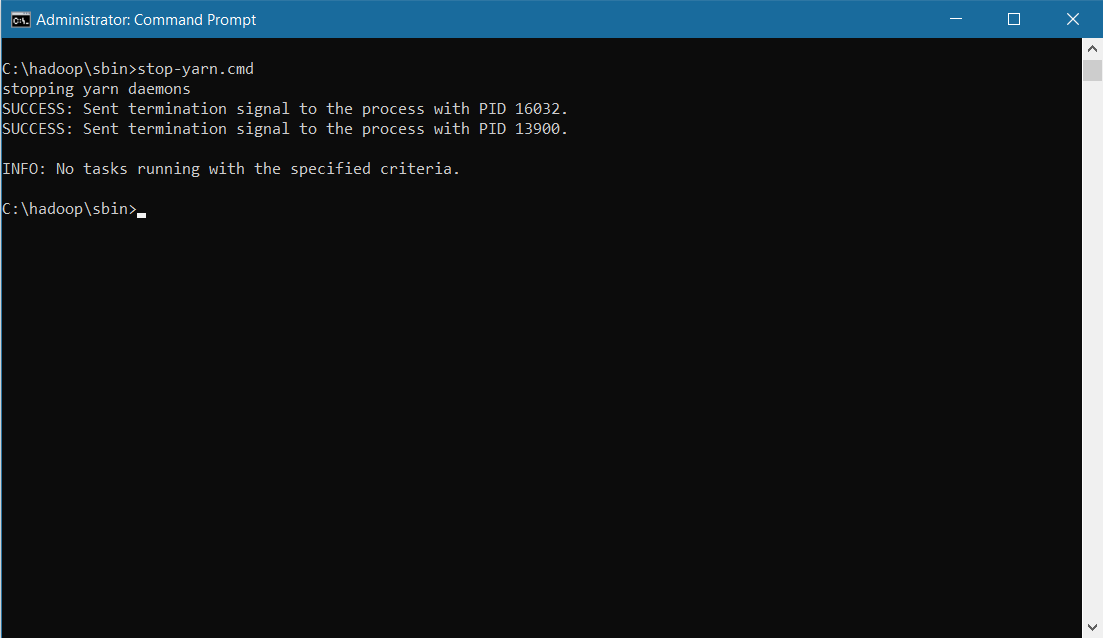 Administrator: Command Prompt
C:\hadoop\sbin>stop-yarn.cmd
stopping yarn daemons
SUCCESS: Sent termination signal to the process with PID 16032.
SUCCESS: Sent termination signal to the process with PID 13900.
INFO: No tasks running with the specified criteria.
C:\hadoop\sbin>